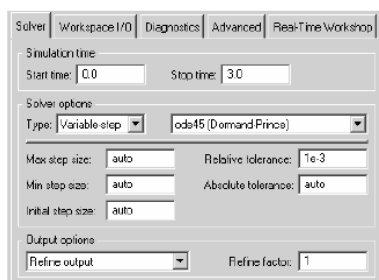 Solver Workspace I/O Diagnostics Advanced Real-Time Workshop
Simulation time
Start time: 0.0 Stop time: 3.0
Solver options
Type: Variable-step ode45 (Dormand-Prince)
Max step size: auto Relative tolerance: 1e-3
Min step size: auto Absolute tolerance: auto
Initial step size: auto
Output options
Refine output Refine factor: 1